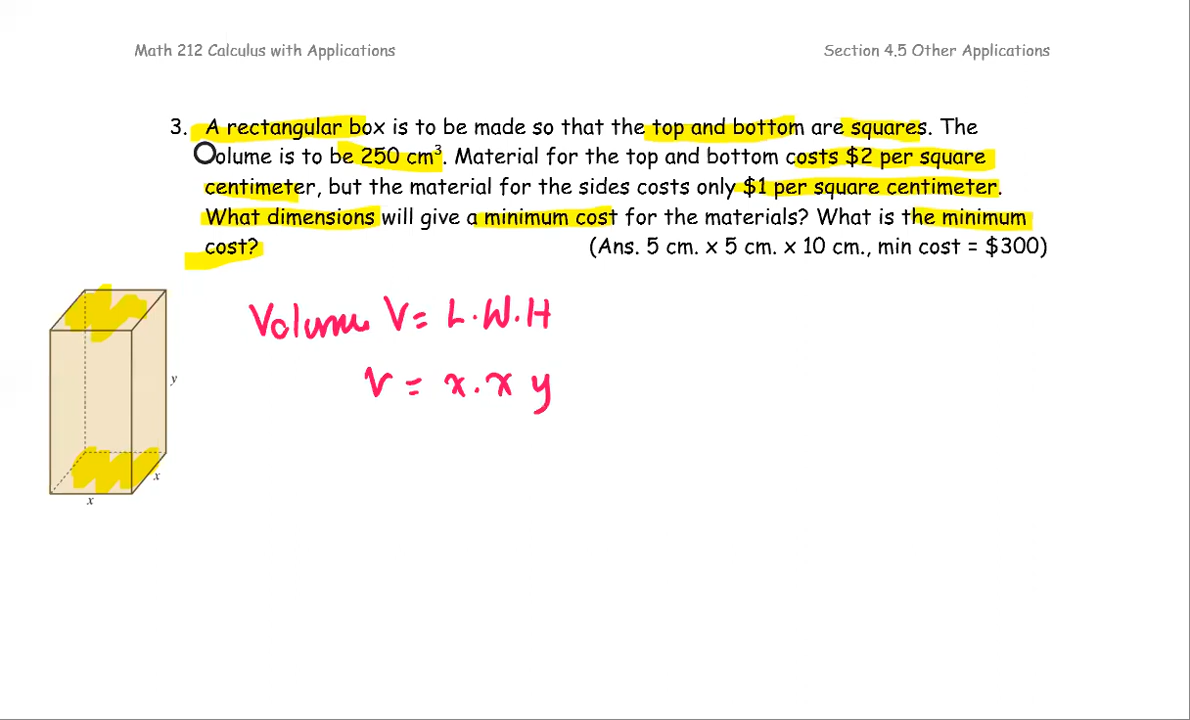 Math 212 Calculus with Applications
Section 4.5 Other Applications
3. A rectangular box is to be made so that the top and bottom are squares. The
olume is to be 250 cm³. Material for the top and bottom costs $2 per square
centimeter, but the material for the sides costs only $1 per square centimeter.
What dimensions will give a minimum cost for the materials? What is the minimum
cost? (Ans. 5 cm. x 5 cm. x 10 cm., min cost = $300)
Volume V = L·W·H
V = x·x y
y
x
x